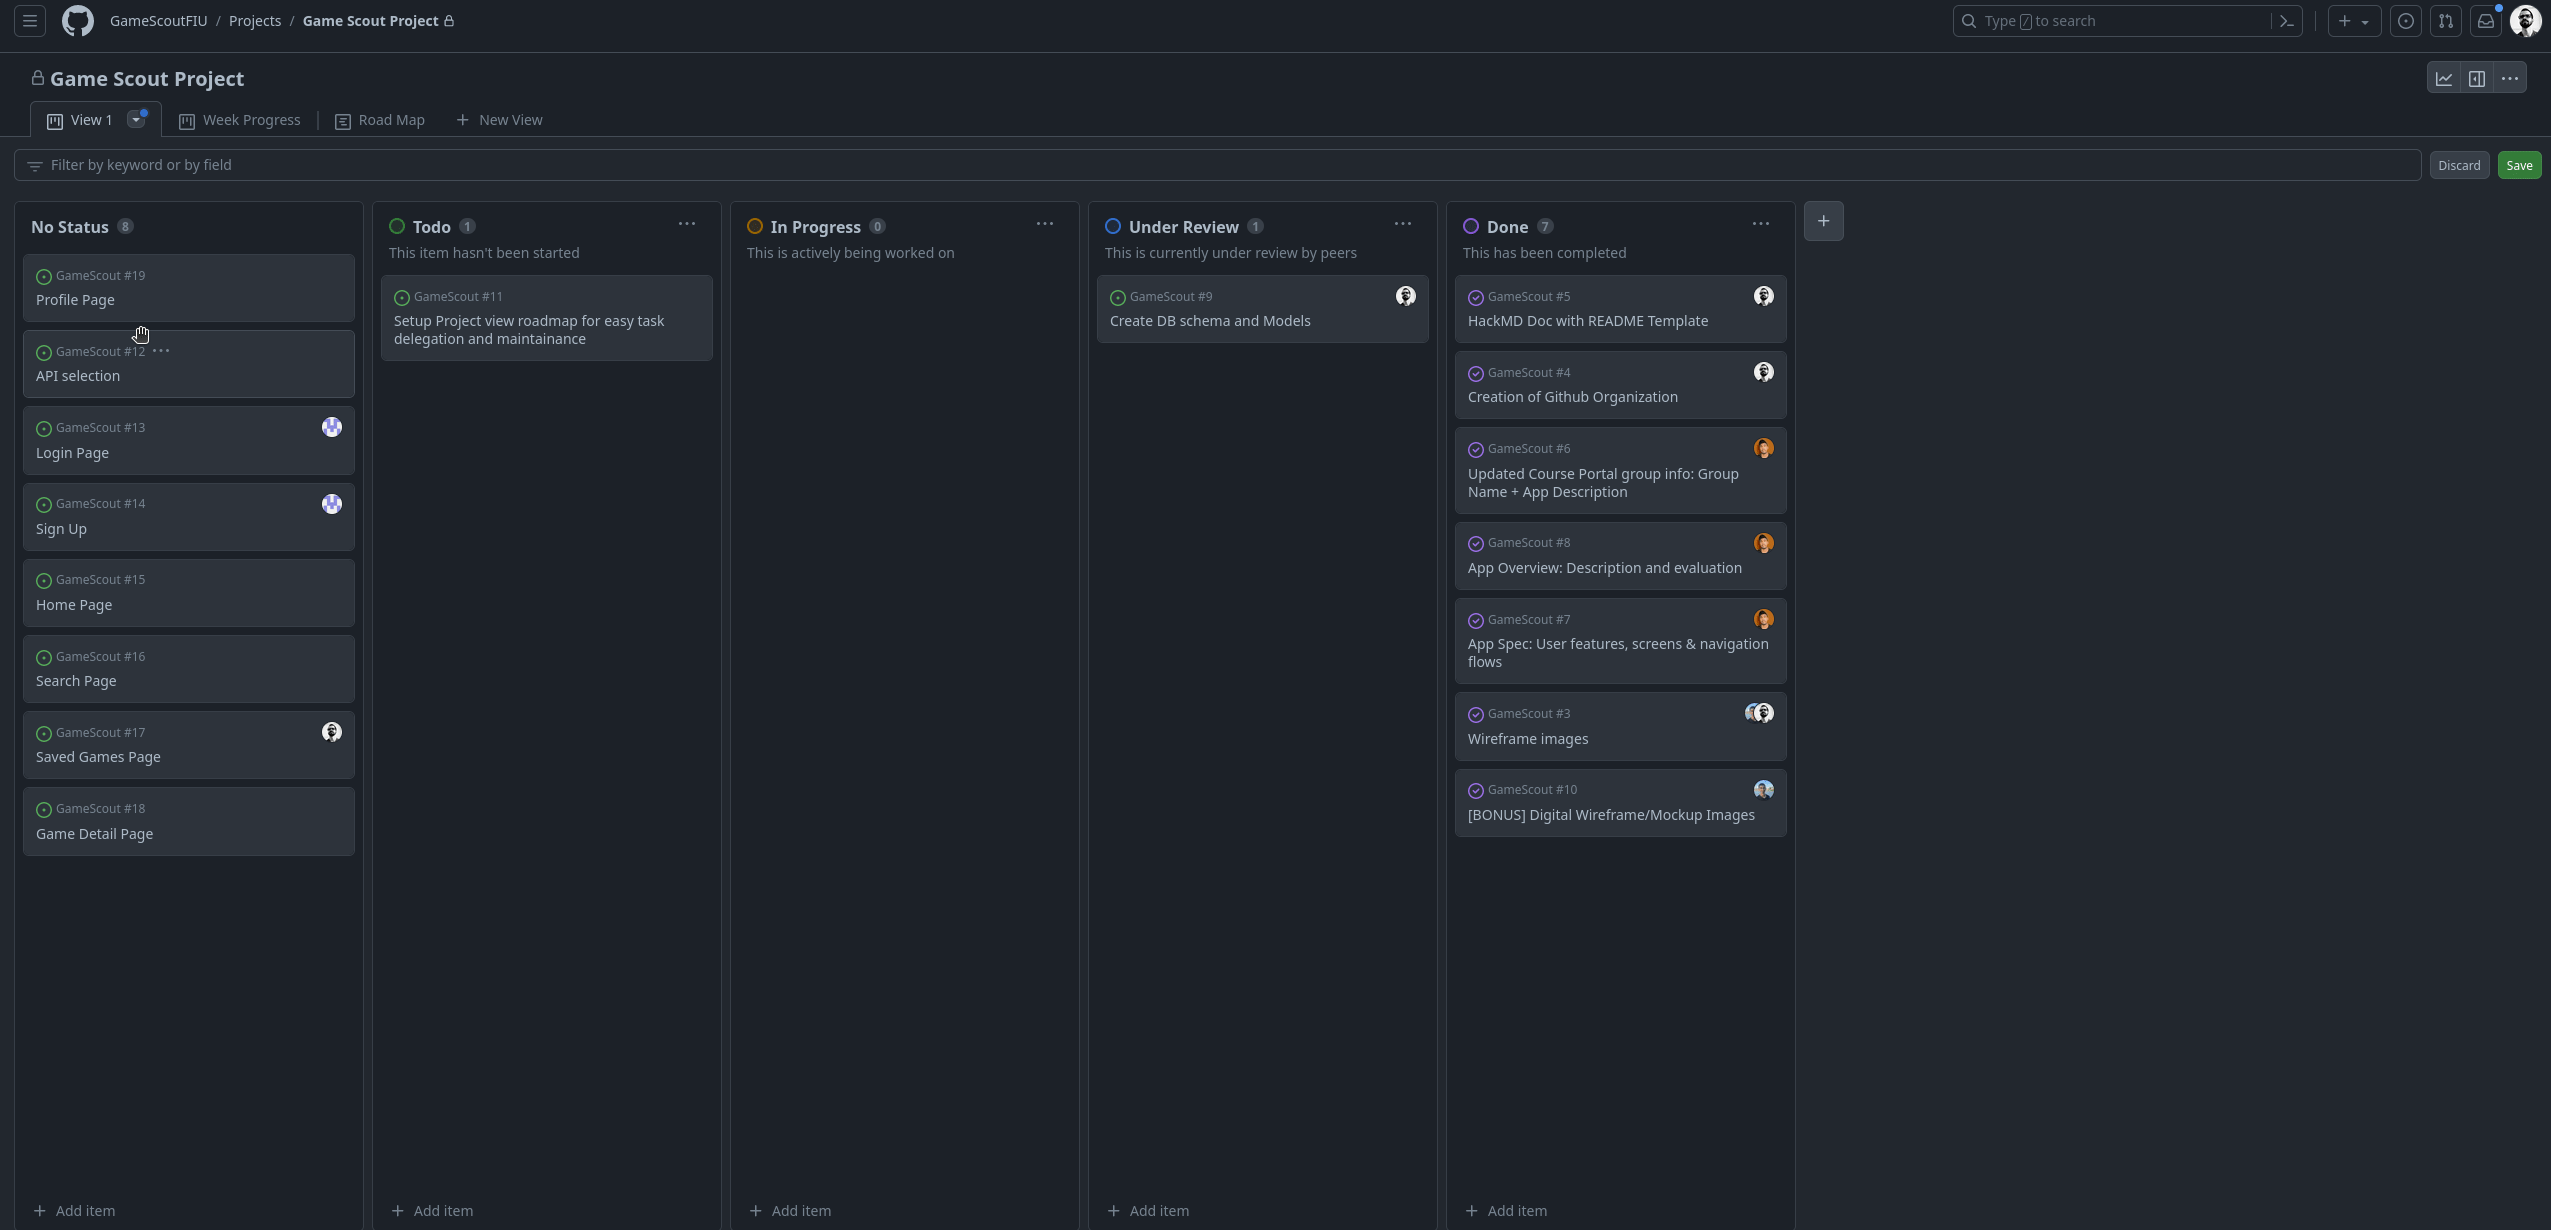 GameScoutFIU / Projects / Game Scout Project
Type / to search
Game Scout Project
View 1
Week Progress
Road Map
+ New View
Filter by keyword or by field
Discard
Save
No Status 8
GameScout #19
Profile Page
GameScout #12 ...
API selection
GameScout #13
Login Page
GameScout #14
Sign Up
GameScout #15
Home Page
GameScout #16
Search Page
GameScout #17
Saved Games Page
GameScout #18
Game Detail Page
+ Add item
Todo 1
This item hasn't been started
GameScout #11
Setup Project view roadmap for easy task
delegation and maintainance
+ Add item
In Progress 0
This is actively being worked on
+ Add item
Under Review 1
This is currently under review by peers
GameScout #9
Create DB schema and Models
+ Add item
Done 7
This has been completed
GameScout #5
HackMD Doc with README Template
GameScout #4
Creation of Github Organization
GameScout #6
Updated Course Portal group info: Group
Name + App Description
GameScout #8
App Overview: Description and evaluation
GameScout #7
App Spec: User features, screens & navigation
flows
GameScout #3
Wireframe images
GameScout #10
[BONUS] Digital Wireframe/Mockup Images
+ Add item